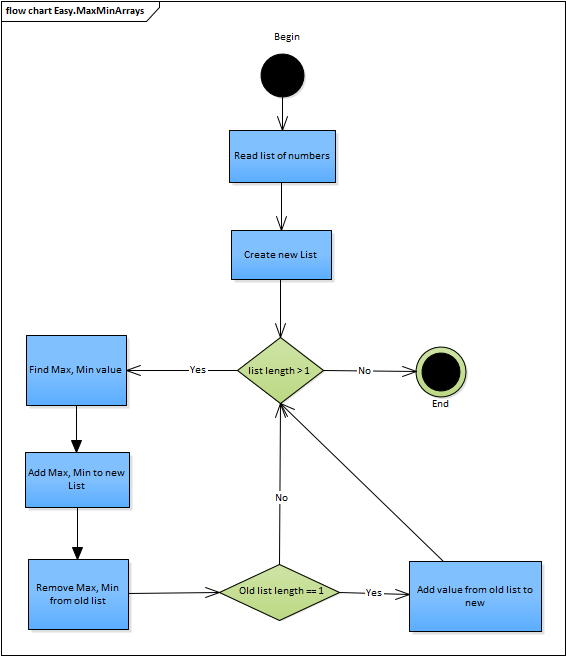 flow chart Easy.MaxMinArrays
Begin
Read list of numbers
Create new List
Find Max, Min value
Yes
list length > 1
No
End
Add Max, Min to new
List
No
Remove Max, Min
from old list
Old list length == 1
Yes
Add value from old list to
new